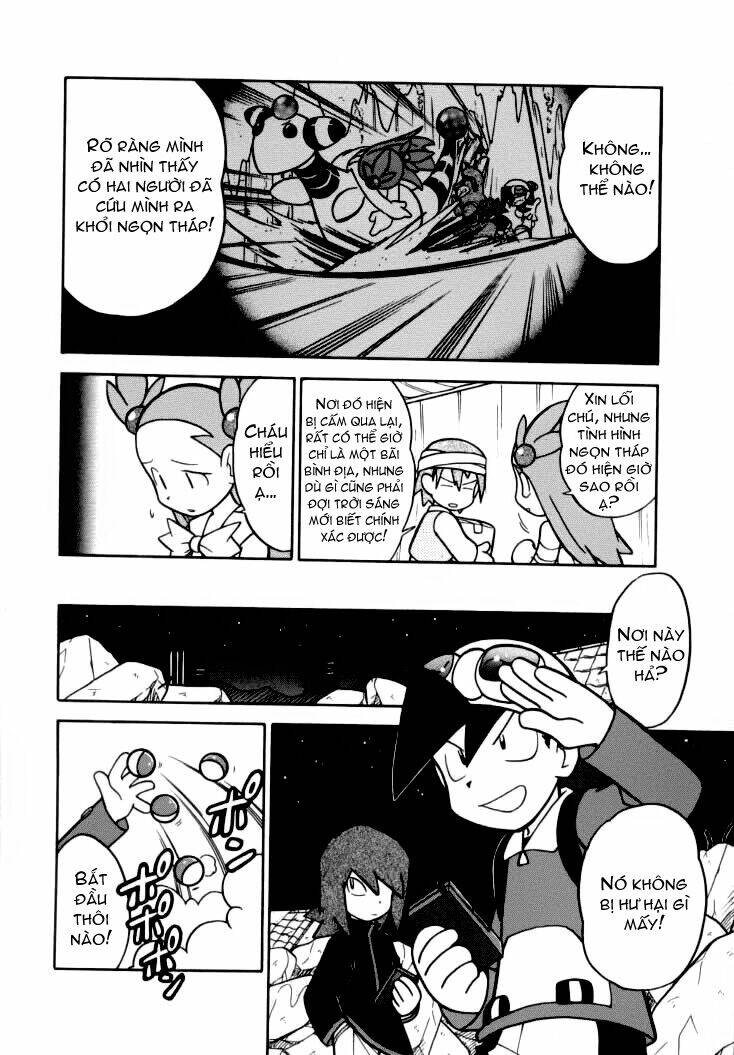 KHÔNG...
KHÔNG
THỂ NÀO!
RÕ RÀNG MÌNH
ĐÃ NHÌN THẤY
CÓ HAI NGƯỜI ĐÃ
CỨU MÌNH RA
KHỎI NGỌN THÁP!
XIN LỖI
CHÚ, NHƯNG
TÌNH HÌNH
NGỌN THÁP
ĐÓ HIỆN GIỜ
SAO RỒI
Ạ?
NƠI ĐÓ HIỆN
BỊ CẤM QUA LẠI,
RẤT CÓ THỂ GIỜ
CHỈ LÀ MỘT BÃI
BÌNH ĐỊA, NHƯNG
DÙ GÌ CŨNG PHẢI
ĐỢI TRỜI SÁNG
MỚI BIẾT CHÍNH
XÁC ĐƯỢC!
CHÁU
HIỂU
RỒI
Ạ...
NƠI NÀY
THẾ NÀO
HẢ?
NÓ KHÔNG
BỊ HƯ HẠI GÌ
MẤY!
ポン
ポポポン
BẮT
ĐẦU
THÔI
NÀO!